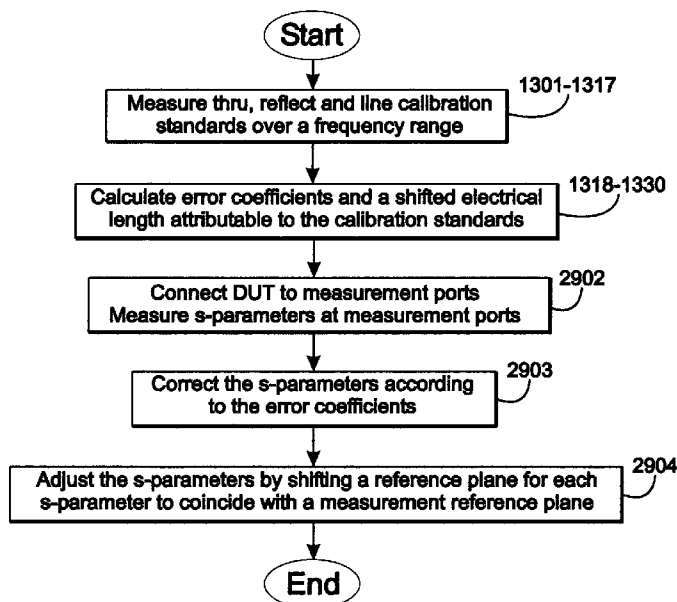 Start
1301-1317
Measure thru, reflect and line calibration
standards over a frequency range
1318-1330
Calculate error coefficients and a shifted electrical
length attributable to the calibration standards
2902
Connect DUT to measurement ports
Measure s-parameters at measurement ports
2903
Correct the s-parameters according
to the error coefficients
2904
Adjust the s-parameters by shifting a reference plane for each
s-parameter to coincide with a measurement reference plane
End